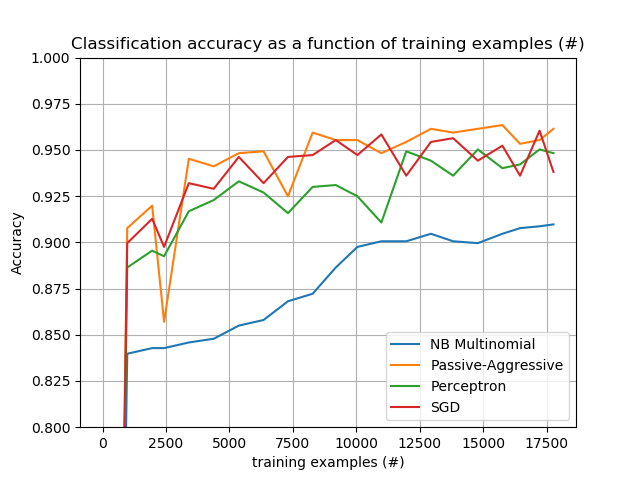 Classification accuracy as a function of training examples (#)
1.000
0.975
0.950
0.925
0.900
0.875
0.850
0.825
0.800
Accuracy
NB Multinomial
Passive-Aggressive
Perceptron
SGD
0 2500 5000 7500 10000 12500 15000 17500
training examples (#)